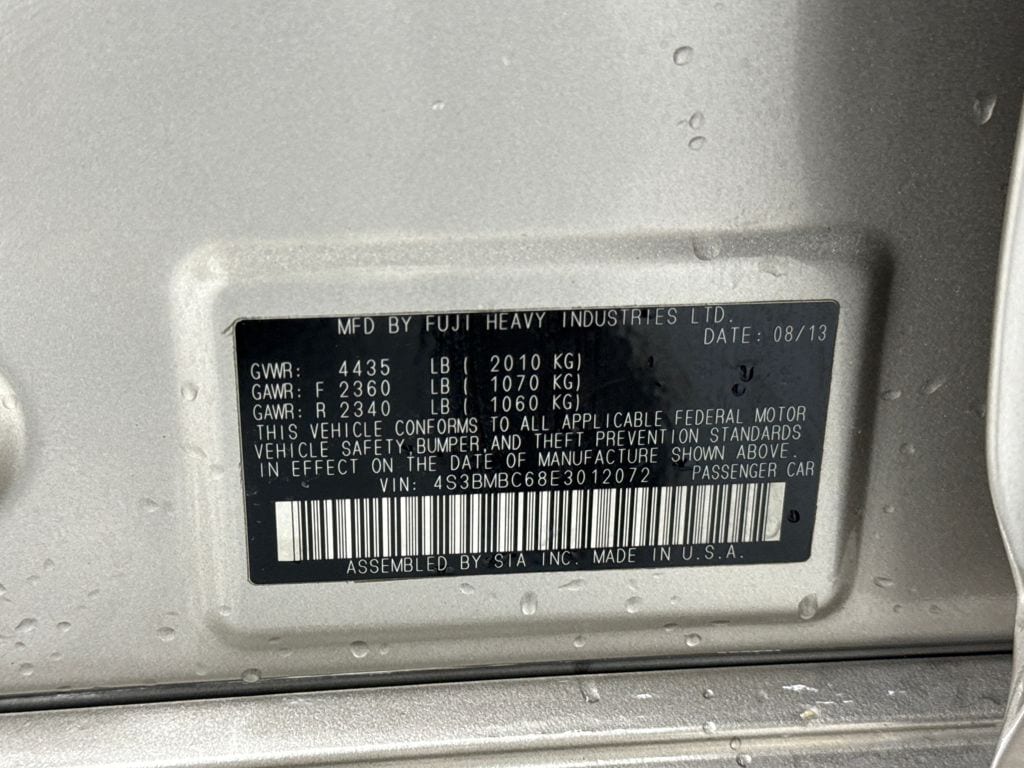 MFD BY FUJI HEAVY INDUSTRIES LTD.
DATE: 08/13
GVWR: 4435 LB ( 2010 KG)
GAWR: F 2360 LB ( 1070 KG)
GAWR: R 2340 LB ( 1060 KG)
THIS VEHICLE CONFORMS TO ALL APPLICABLE FEDERAL MOTOR
VEHICLE SAFETY,BUMPER,AND THEFT PREVENTION STANDARDS
IN EFFECT ON THE DATE OF MANUFACTURE SHOWN ABOVE.
VIN: 4S3BMBC68E3012072 PASSENGER CAR
ASSEMBLED BY SIA INC. MADE IN U.S.A.